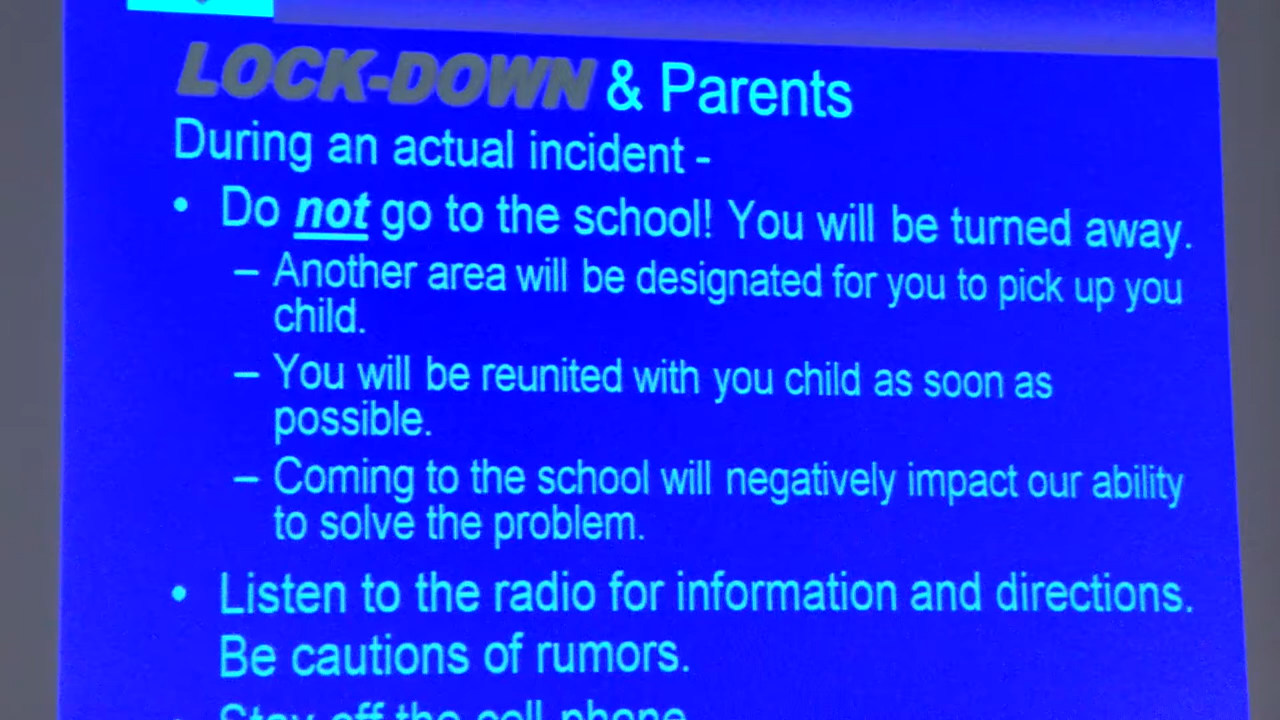 LOCK-DOWN & Parents
During an actual incident -
• Do not go to the school! You will be turned away.
– Another area will be designated for you to pick up you
child.
– You will be reunited with you child as soon as
possible.
– Coming to the school will negatively impact our ability
to solve the problem.
• Listen to the radio for information and directions.
Be cautions of rumors.
• Stay off the cell phone